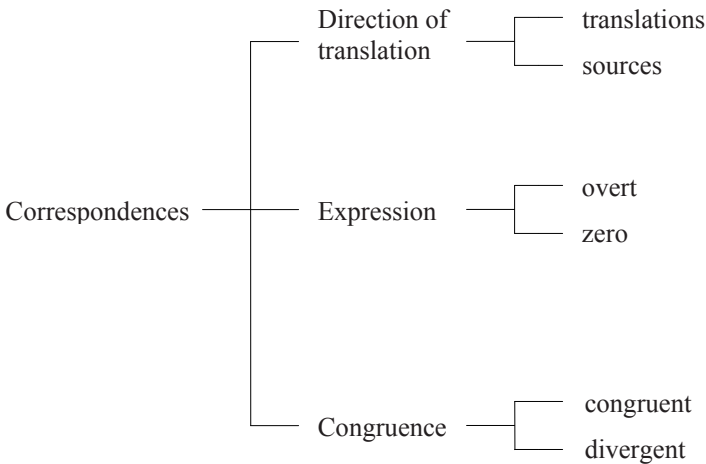 Direction of
translation
translations
sources
Correspondences
Expression
overt
zero
Congruence
congruent
divergent